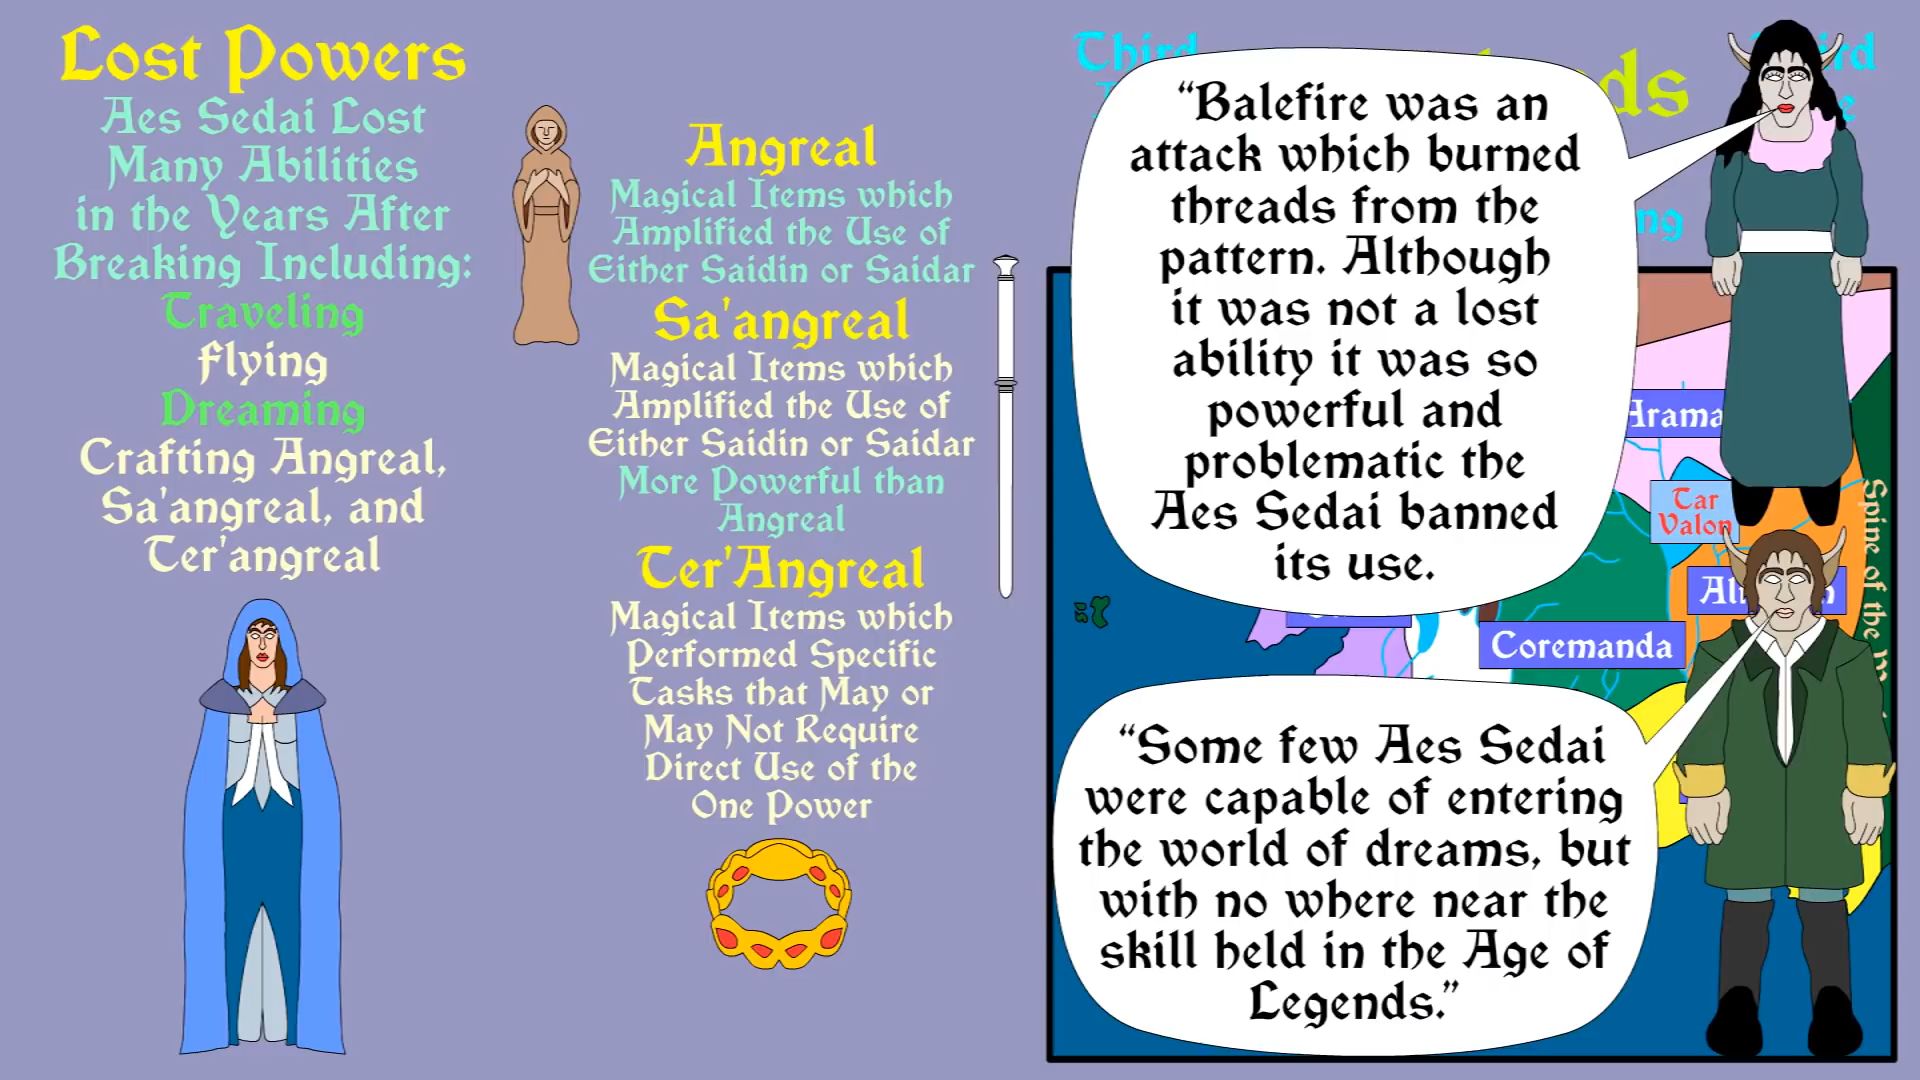 Lost Powers
Aes Sedai Lost
Many Abilities
in the Years After
Breaking Including:
Traveling
Flying
Dreaming
Crafting Angreal,
Sa'angreal, and
Ter'angreal
Angreal
Magical Items which
Amplified the Use of
Either Saidin or Saidar
Sa'angreal
Magical Items which
Amplified the Use of
Either Saidin or Saidar
More Powerful than
Angreal
Ter'Angreal
Magical Items which
Performed Specific
Tasks that May or
May Not Require
Direct Use of the
One Power
Third
ds
“Balefire was an
attack which burned
threads from the
pattern. Although
it was not a lost
ability it was so
powerful and
problematic the
Aes Sedai banned
its use.
ng
Arama
Tar
Valon
Coremanda
Spine of the
“Some few Aes Sedai
were capable of entering
the world of dreams, but
with no where near the
skill held in the Age of
Legends.”